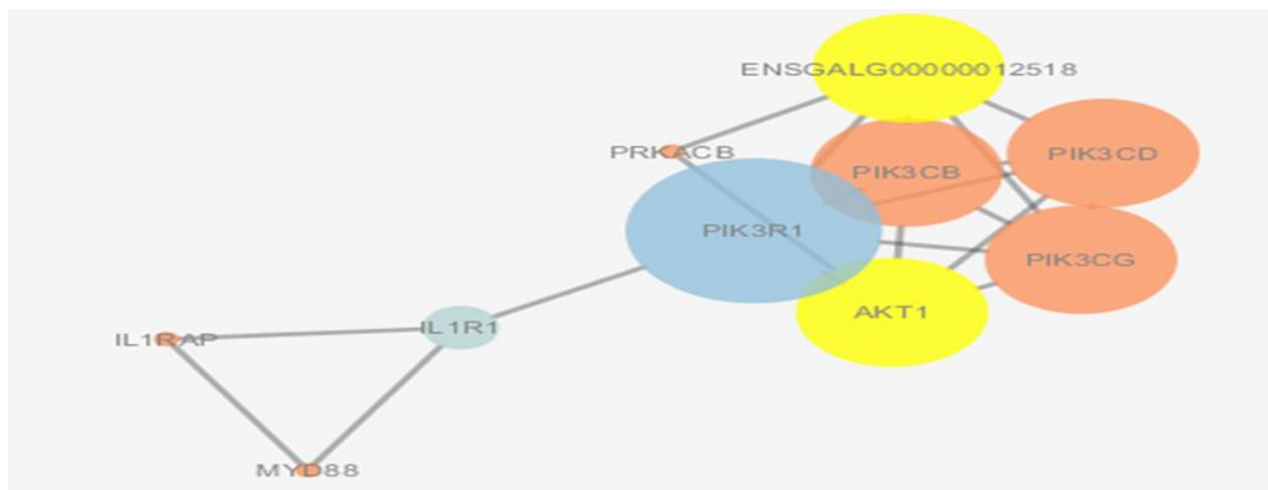 ENSGALG00000012518
PRKACB
PIK3CD
PIK3CB
PIK3R1
PIK3CG
AKT1
IL1R1
IL1RAP
MYD88